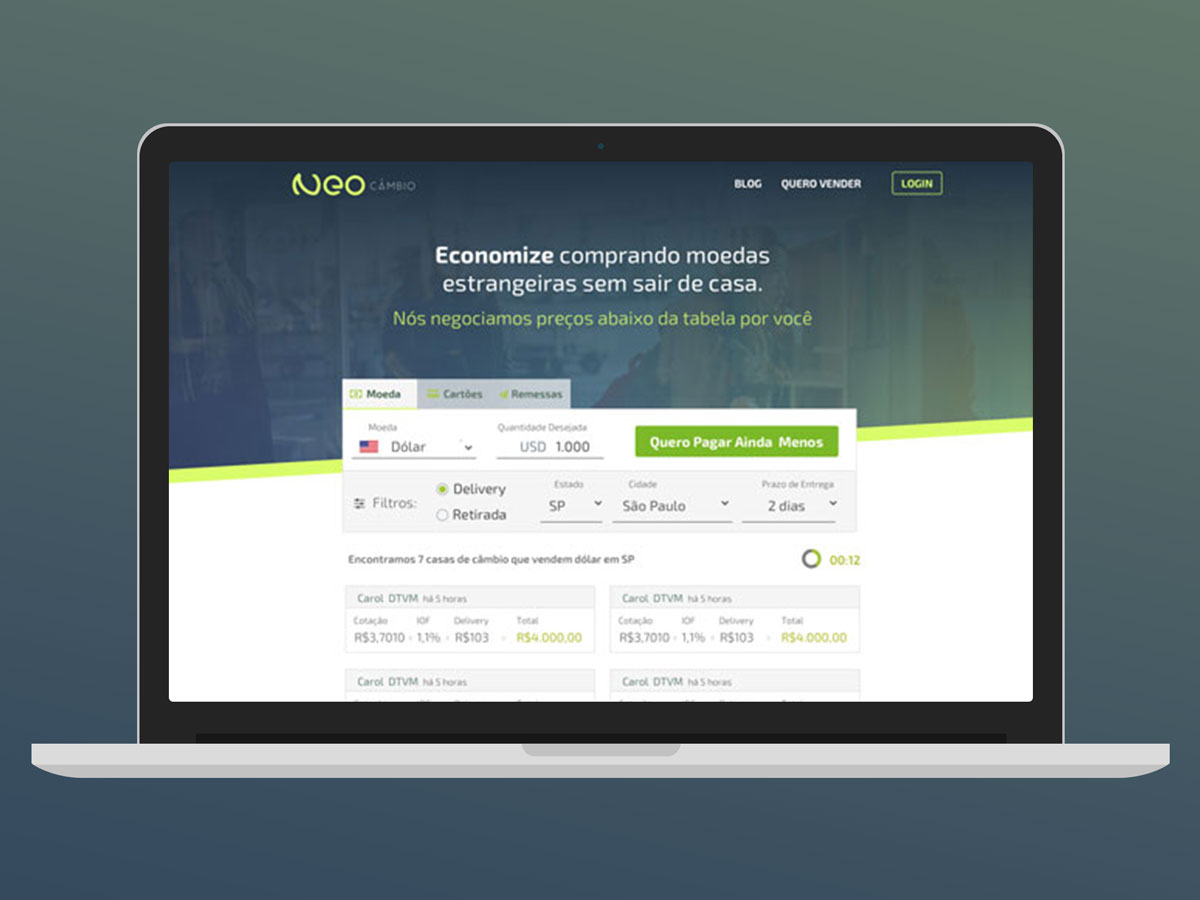 Neo CÂMBIO
BLOG QUERO VENDER LOGIN
Economize comprando moedas
estrangeiras sem sair de casa.
Nós negociamos preços abaixo da tabela por você
Moeda Cartões Remessas
Moeda Quantidade Desejada
Dólar USD 1.000 Quero Pagar Ainda Menos
Estado Cidade Prazo de Entrega
Filtros: Delivery SP São Paulo 2 dias
Retirada
Encontramos 7 casas de câmbio que vendem dólar em SP 00:12
Carol DTVM há 5 horas
Cotação IOF Delivery Total
R$3,7010 1,1% R$103 R$4.000,00
Carol DTVM há 5 horas
Cotação IOF Delivery Total
R$3,7010 1,1% R$103 R$4.000,00
Carol DTVM há 5 horas
Carol DTVM há 5 horas